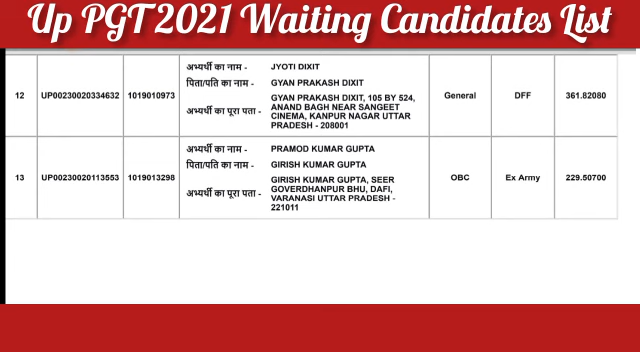 Up PGT 2021 Waiting Candidates List
12 UP00230020334632 1019010973 अभ्यर्थी का नाम - JYOTI DIXIT General DFF 361.82080
पिता/पति का नाम - GYAN PRAKASH DIXIT
अभ्यर्थी का पूरा पता - GYAN PRAKASH DIXIT, 105 BY 524,
ANAND BAGH NEAR SANGEET
CINEMA, KANPUR NAGAR UTTAR
PRADESH - 208001
13 UP00230020113553 1019013298 अभ्यर्थी का नाम - PRAMOD KUMAR GUPTA OBC Ex Army 229.50700
पिता/पति का नाम - GIRISH KUMAR GUPTA
अभ्यर्थी का पूरा पता - GIRISH KUMAR GUPTA, SEER
GOVERDHANPUR BHU, DAFI,
VARANASI UTTAR PRADESH -
221011